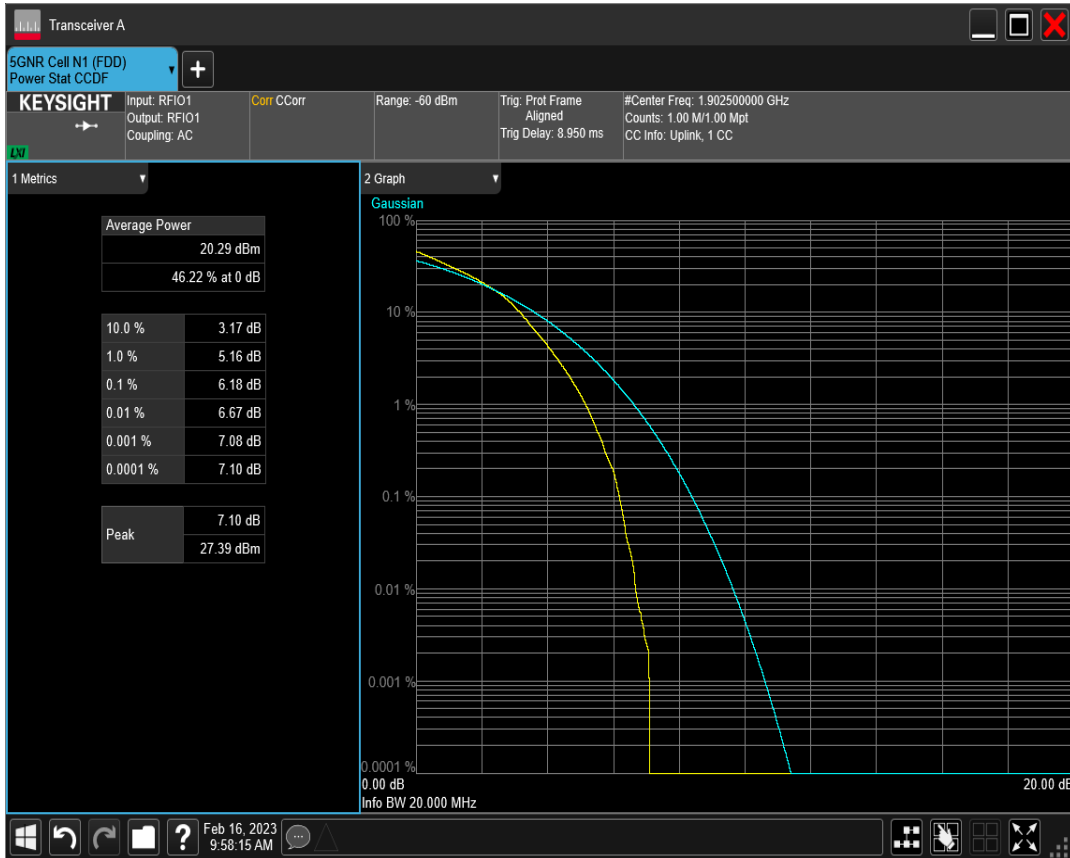 Transceiver A
5GNR Cell N1 (FDD)
Power Stat CCDF
+
KEYSIGHT
LXI
Input: RFIO1
Output: RFIO1
Coupling: AC
Corr CCorr
Range: -60 dBm
Trig: Prot Frame
Aligned
Trig Delay: 8.950 ms
#Center Freq: 1.902500000 GHz
Counts: 1.00 M/1.00 Mpt
CC Info: Uplink, 1 CC
1 Metrics
Average Power
20.29 dBm
46.22 % at 0 dB
10.0 % 3.17 dB
1.0 % 5.16 dB
0.1 % 6.18 dB
0.01 % 6.67 dB
0.001 % 7.08 dB
0.0001 % 7.10 dB
Peak
7.10 dB
27.39 dBm
2 Graph
Gaussian
100 %
10 %
1 %
0.1 %
0.01 %
0.001 %
0.0001 %
0.00 dB 20.00 dB
Info BW 20.000 MHz
?
Feb 16, 2023
9:58:15 AM